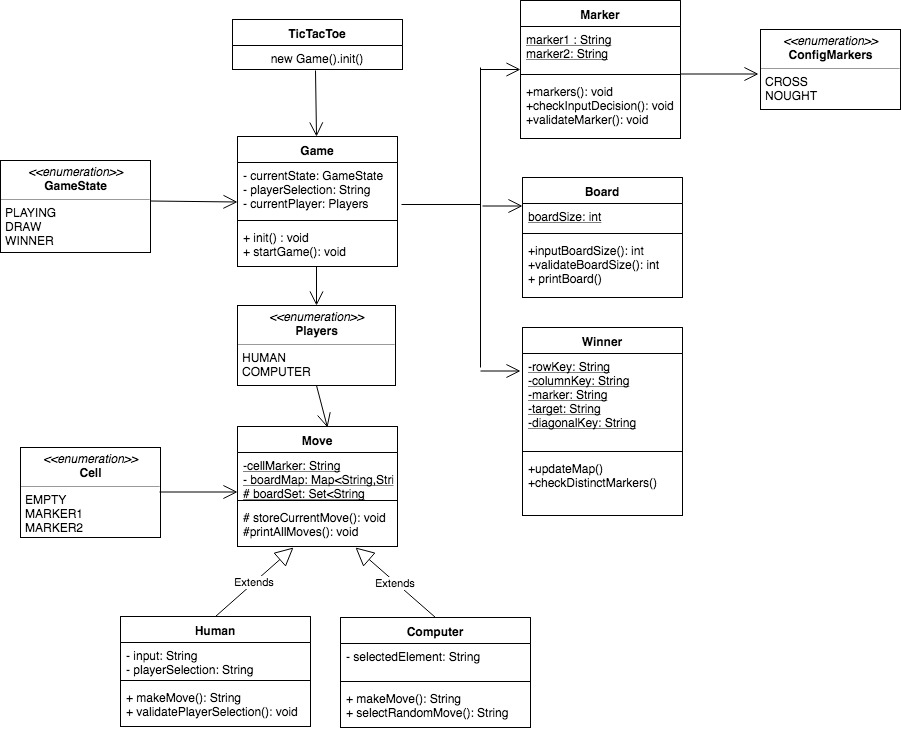 TicTacToe
new Game().init()
Marker
marker1 : String
marker2: String
+markers(): void
+checkInputDecision(): void
+validateMarker(): void
<<enumeration>>
ConfigMarkers
CROSS
NOUGHT
<<enumeration>>
GameState
PLAYING
DRAW
WINNER
Game
- currentState: GameState
- playerSelection: String
- currentPlayer: Players
+ init() : void
+ startGame(): void
Board
boardSize: int
+inputBoardSize(): int
+validateBoardSize(): int
+ printBoard()
<<enumeration>>
Players
HUMAN
COMPUTER
Winner
-rowKey: String
-columnKey: String
-marker: String
-target: String
-diagonalKey: String
+updateMap()
+checkDistinctMarkers()
<<enumeration>>
Cell
EMPTY
MARKER1
MARKER2
Move
-cellMarker: String
- boardMap: Map<String,Stri
# boardSet: Set<String
# storeCurrentMove(): void
#printAllMoves(): void
Extends
Extends
Human
- input: String
- playerSelection: String
+ makeMove(): String
+ validatePlayerSelection(): void
Computer
- selectedElement: String
+ makeMove(): String
+ selectRandomMove(): String